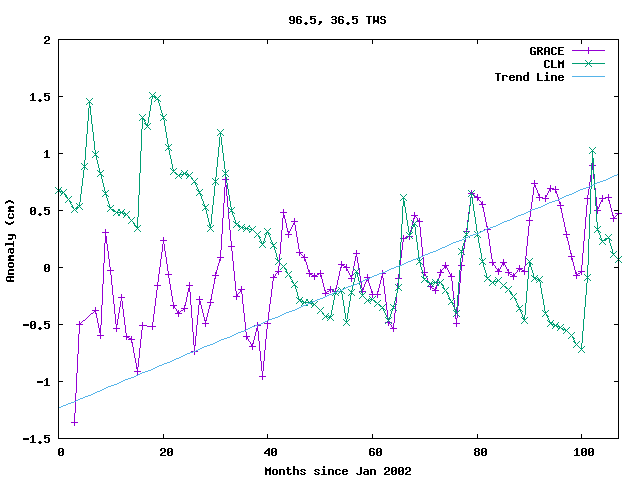 96.5, 36.5 TWS
GRACE
CLM
Trend Line
2
1.5
1
0.5
0
-0.5
-1
-1.5
Anomaly (cm)
0 20 40 60 80 100
Months since Jan 2002